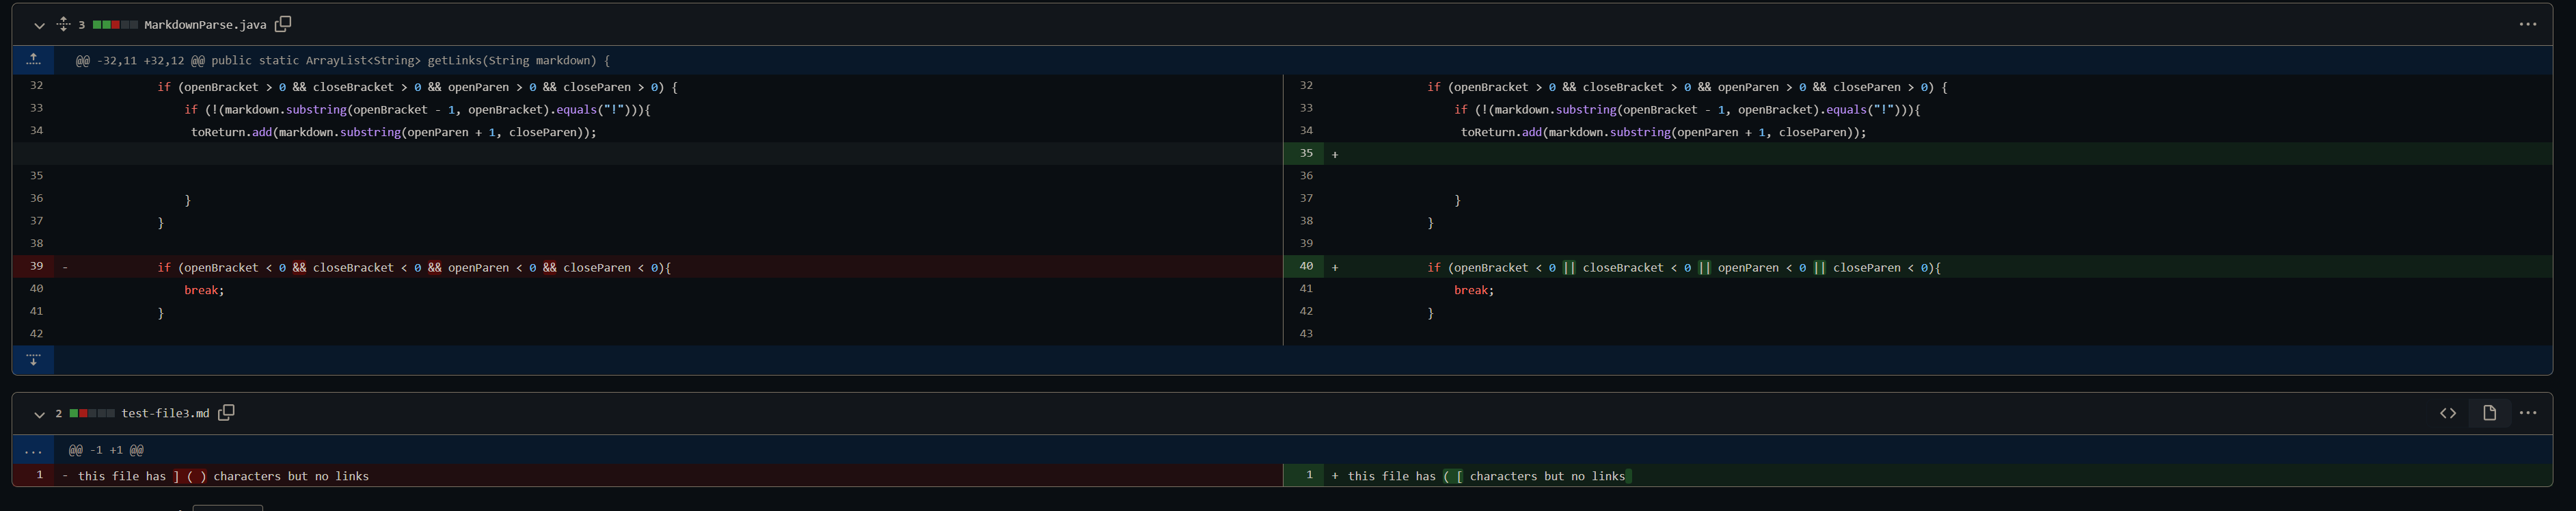 3 MarkdownParse.java
@@ -32,11 +32,12 @@ public static ArrayList<String> getLinks(String markdown) {
32 if (openBracket > 0 && closeBracket > 0 && openParen > 0 && closeParen > 0) {
33 if (!(markdown.substring(openBracket - 1, openBracket).equals("!"))){
34 toReturn.add(markdown.substring(openParen + 1, closeParen));
35
36 }
37 }
38
39 - if (openBracket < 0 && closeBracket < 0 && openParen < 0 && closeParen < 0){
40 break;
41 }
42
32 if (openBracket > 0 && closeBracket > 0 && openParen > 0 && closeParen > 0) {
33 if (!(markdown.substring(openBracket - 1, openBracket).equals("!"))){
34 toReturn.add(markdown.substring(openParen + 1, closeParen));
35 +
36
37 }
38 }
39
40 + if (openBracket < 0 || closeBracket < 0 || openParen < 0 || closeParen < 0){
41 break;
42 }
43
2 test-file3.md
@@ -1 +1 @@
1 - this file has ] ( ) characters but no links
1 + this file has ( [ characters but no links